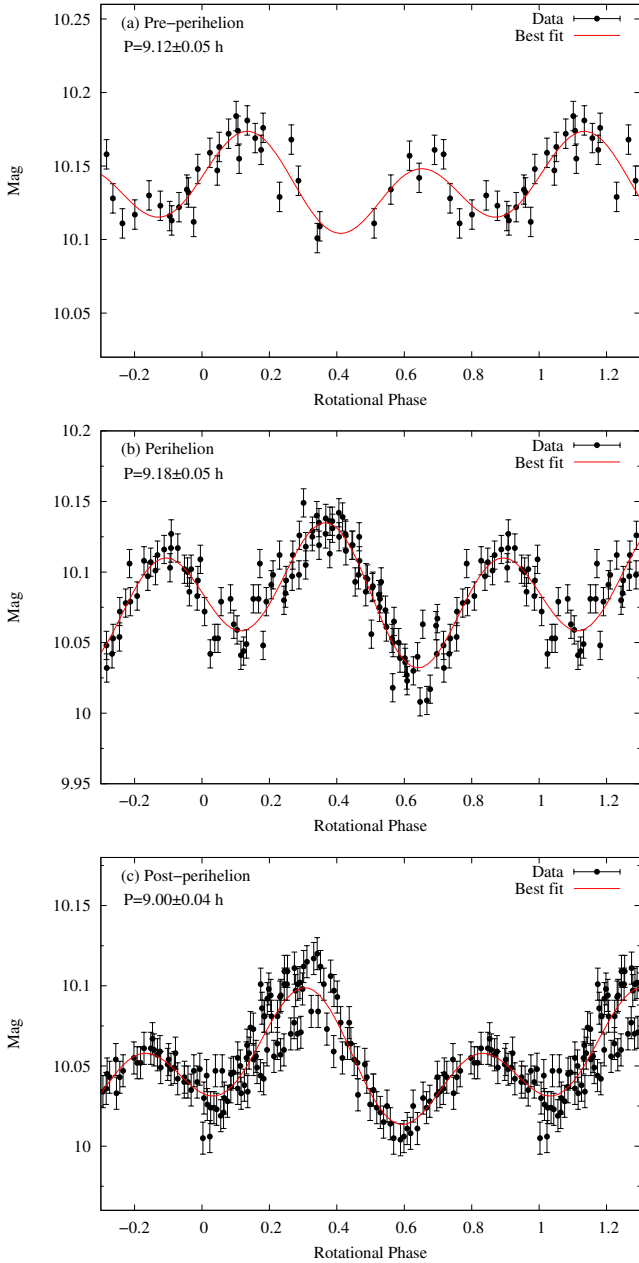 (a) Pre-perihelion
P=9.12±0.05 h
Data
Best fit
10.25
10.2
10.15
10.1
10.05
Mag
−0.2 0 0.2 0.4 0.6 0.8 1 1.2
Rotational Phase
(b) Perihelion
P=9.18±0.05 h
Data
Best fit
10.2
10.15
10.1
10.05
10
9.95
Mag
−0.2 0 0.2 0.4 0.6 0.8 1 1.2
Rotational Phase
(c) Post-perihelion
P=9.00±0.04 h
Data
Best fit
10.15
10.1
10.05
10
Mag
−0.2 0 0.2 0.4 0.6 0.8 1 1.2
Rotational Phase